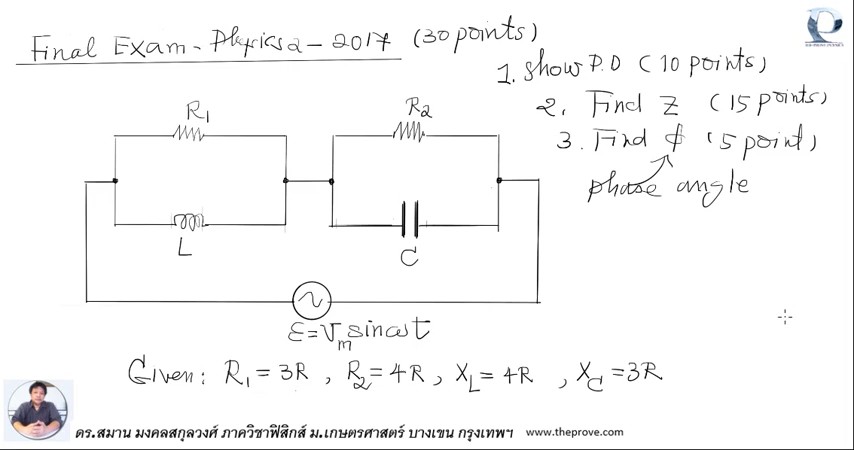 Final Exam - Physics 2 - 2017 (30 points)
1. Show P.D (10 points)
2. Find Z (15 points)
3. Find ϕ (5 point)
phase angle
R₁
R₂
L
C
ε = Vₘ sin ωt
Given: R₁ = 3R, R₂ = 4R, X_L = 4R, X_C = 3R
ดร.สมาน มงคลสกุลวงศ์ ภาควิชาฟิสิกส์ ม.เกษตรศาสตร์ บางเขน กรุงเทพฯ www.theprove.com